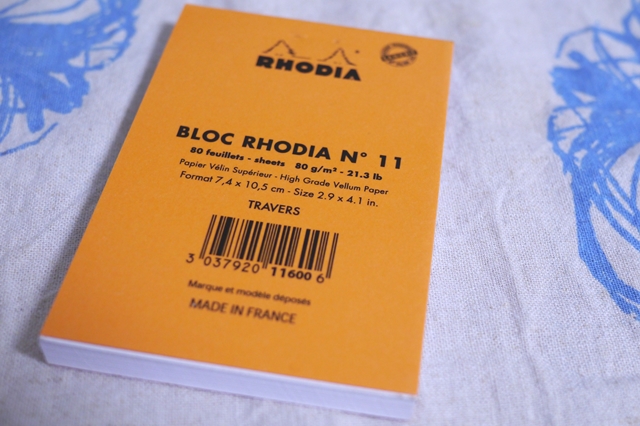 RHODIA
BLOC RHODIA N° 11
80 feuillets - sheets 80 g/m² - 21.3 lb
Papier Vélin Supérieur - High Grade Vellum Paper
Format 7,4 x 10,5 cm - Size 2.9 x 4.1 in.
TRAVERS
3 037920 116006
Marque et modèle déposés
MADE IN FRANCE